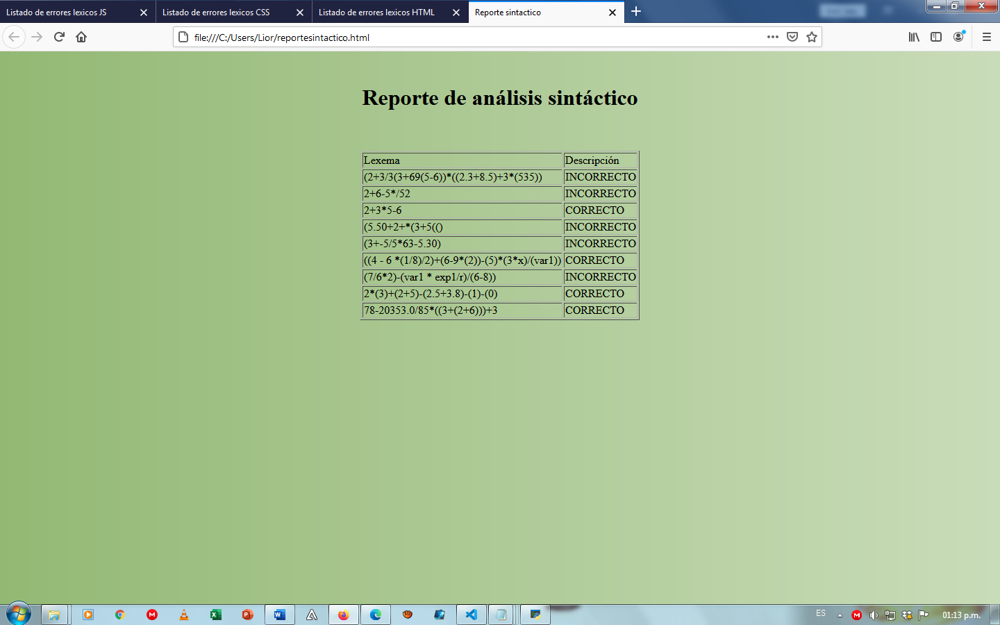 Listado de errores lexicos JS
Listado de errores lexicos CSS
Listado de errores lexicos HTML
Reporte sintactico
file:///C:/Users/Lior/reportesintactico.html
Reporte de análisis sintáctico
Lexema Descripción
(2+3/3(3+69(5-6))*((2.3+8.5)+3*(535)) INCORRECTO
2+6-5*/52 INCORRECTO
2+3*5-6 CORRECTO
(5.50+2+*(3+5(() INCORRECTO
(3+-5/5*63-5.30) INCORRECTO
((4 - 6 *(1/8)/2)+(6-9*(2))-(5)*(3*x)/(var1)) CORRECTO
(7/6*2)-(var1 * exp1/r)/(6-8)) INCORRECTO
2*(3)+(2+5)-(2.5+3.8)-(1)-(0) CORRECTO
78-20353.0/85*((3+(2+6)))+3 CORRECTO
ES
01:13 p.m.